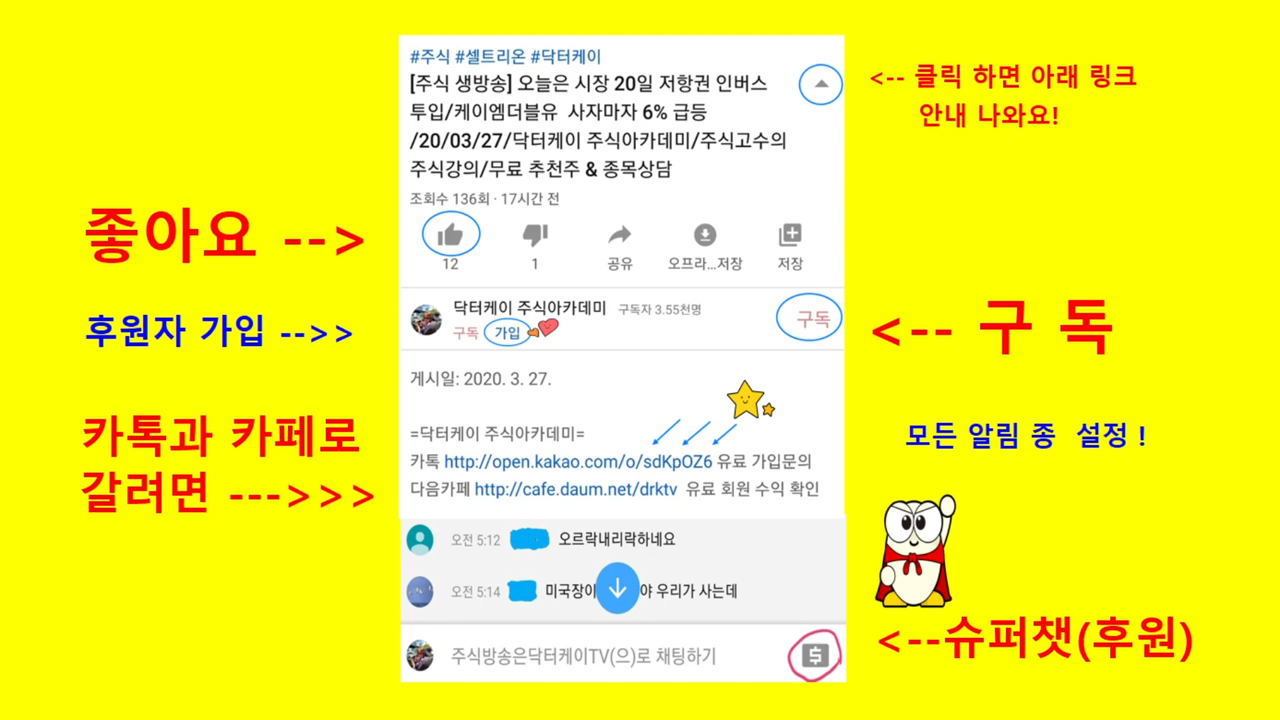 #주식 #셀트리온 #닥터케이
[주식 생방송] 오늘은 시장 20일 저항권 인버스
투입/케이엠더블유 사자마자 6% 급등
/20/03/27/닥터케이 주식아카데미/주식고수의
주식강의/무료 추천주 & 종목상담
조회수 136회 · 17시간 전
<-- 클릭 하면 아래 링크
안내 나와요!
좋아요 -->
12
1
공유
오프라...저장
저장
후원자 가입 -->>
닥터케이 주식아카데미 구독자 3.55천명
구독 가입
구독
<-- 구 독
게시일: 2020. 3. 27.
카톡과 카페로
갈려면 --->>>
모든 알림 종 설정 !
=닥터케이 주식아카데미=
카톡 http://open.kakao.com/o/sdKpOZ6 유료 가입문의
다음카페 http://cafe.daum.net/drktv 유료 회원 수익 확인
오전 5:12 오르락내리락하네요
오전 5:14 미국장이 야 우리가 사는데
주식방송은닥터케이TV(으)로 채팅하기
<--슈퍼챗(후원)